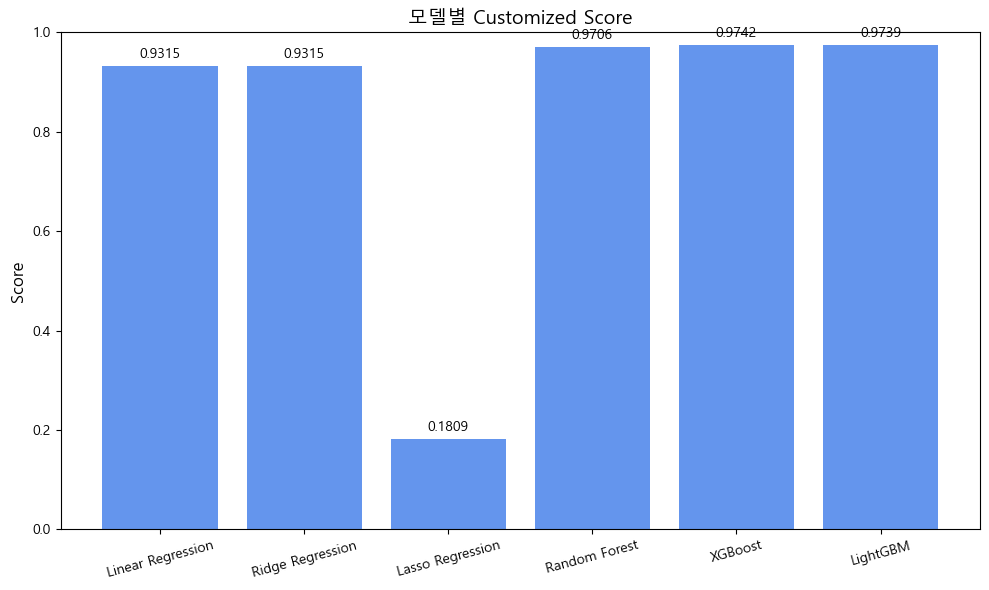 모델별 Customized Score
0.9315
0.9315
0.1809
0.9706
0.9742
0.9739
Score
1.0
0.8
0.6
0.4
0.2
0.0
Linear Regression
Ridge Regression
Lasso Regression
Random Forest
XGBoost
LightGBM